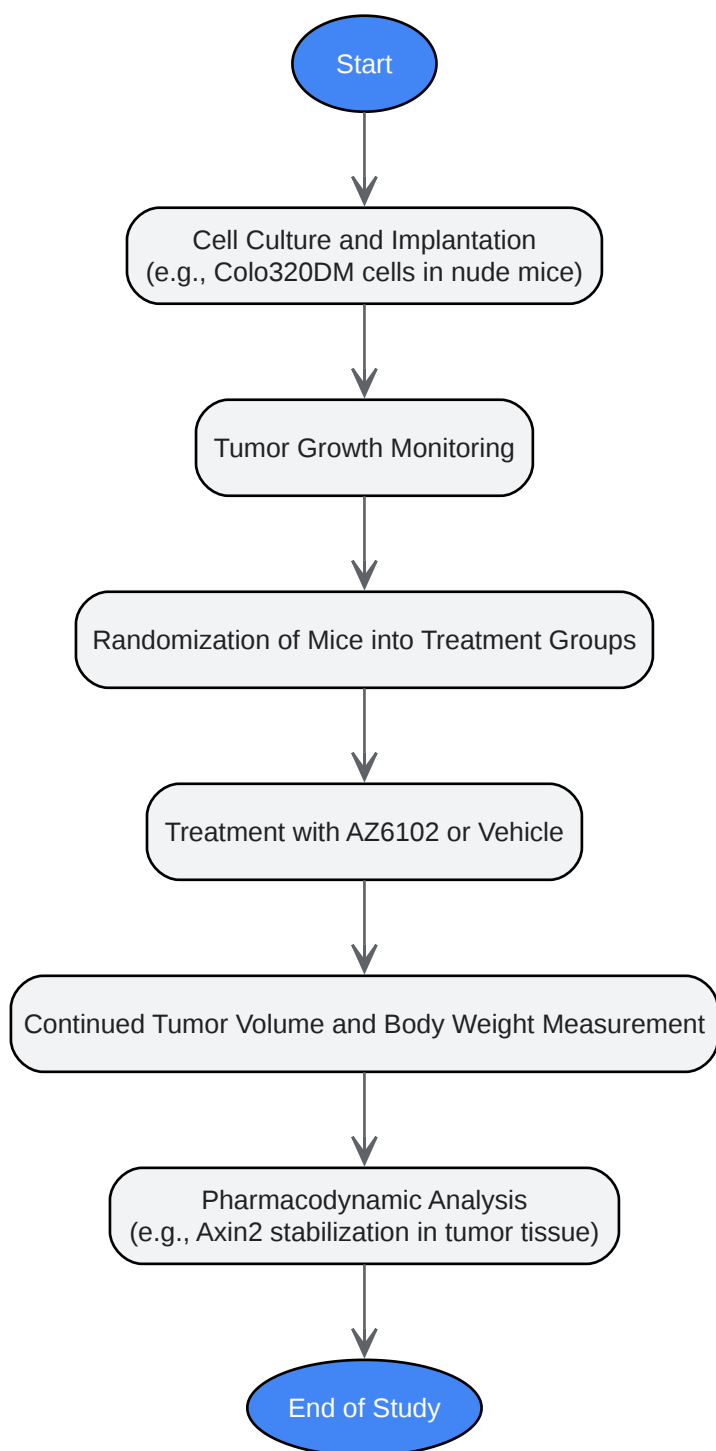 Start
Cell Culture and Implantation
(e.g., Colo320DM cells in nude mice)
Tumor Growth Monitoring
Randomization of Mice into Treatment Groups
Treatment with AZ6102 or Vehicle
Continued Tumor Volume and Body Weight Measurement
Pharmacodynamic Analysis
(e.g., Axin2 stabilization in tumor tissue)
End of Study